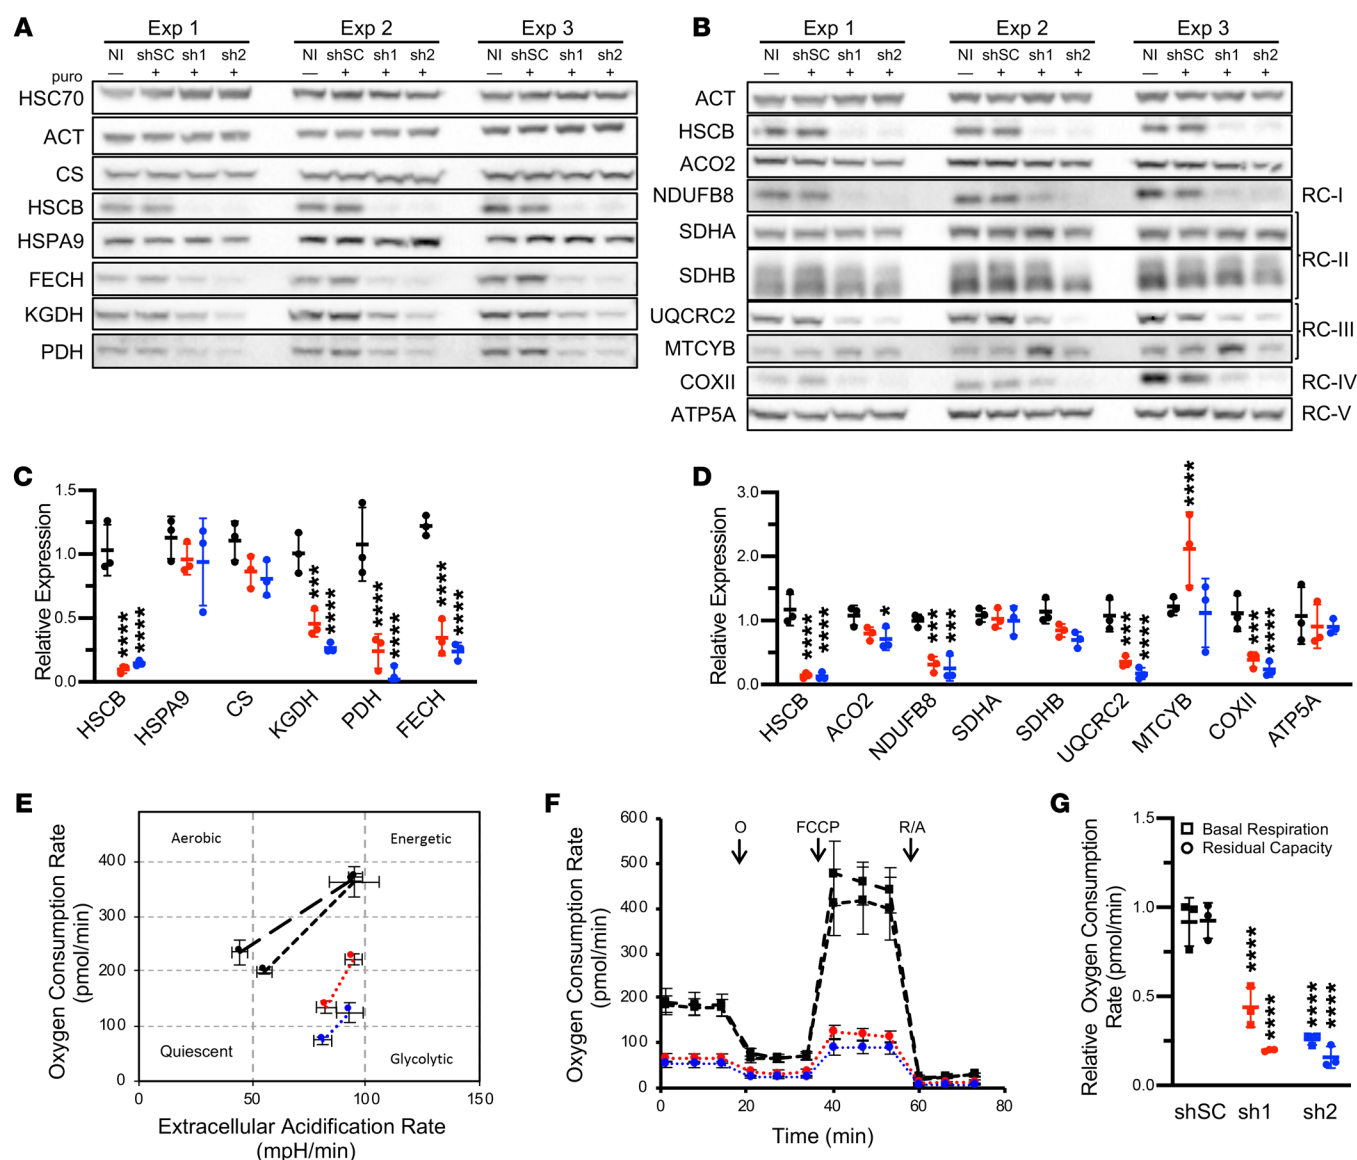 A
Exp 1 Exp 2 Exp 3
NI shSC sh1 sh2 NI shSC sh1 sh2 NI shSC sh1 sh2
puro — + + + — + + + — + + +
HSC70
ACT
CS
HSCB
HSPA9
FECH
KGDH
PDH
B
Exp 1 Exp 2 Exp 3
NI shSC sh1 sh2 NI shSC sh1 sh2 NI shSC sh1 sh2
— + + + — + + + — + + +
ACT
HSCB
ACO2
NDUFB8 RC-I
SDHA
RC-II
SDHB
UQCRC2
RC-III
MTCYB
COXII RC-IV
ATP5A RC-V
C
Relative Expression
1.5
1.0
0.5
0.0
**** **** *** **** **** **** **** ****
HSCB HSPA9 CS KGDH PDH FECH
D
Relative Expression
3.0
2.0
1.0
0.0
**** **** * *** *** *** **** **** **** ****
HSCB ACO2 NDUFB8 SDHA SDHB UQCRC2 MTCYB COXII ATP5A
E
Oxygen Consumption Rate
(pmol/min)
400
300
200
100
0
Aerobic Energetic
Quiescent Glycolytic
0 50 100 150
Extracellular Acidification Rate
(mpH/min)
F
Oxygen Consumption Rate
(pmol/min)
600
500
400
300
200
100
0
O FCCP R/A
0 20 40 60 80
Time (min)
G
Relative Oxygen Consumption
Rate (pmol/min)
1.5
1.0
0.5
0.0
Basal Respiration
Residual Capacity
**** **** **** ****
shSC sh1 sh2